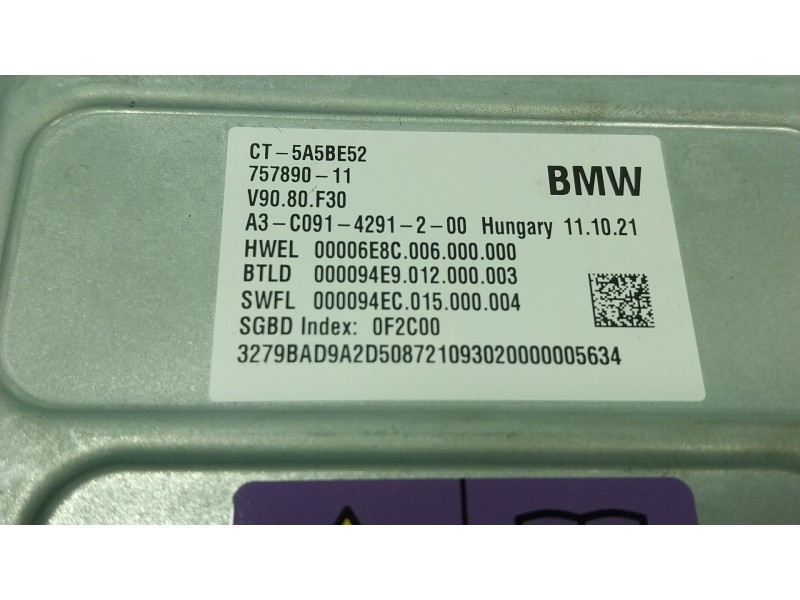 CT-5A5BE52
757890-11
BMW
V90.80.F30
A3-C091-4291-2-00 Hungary 11.10.21
HWEL 00006E8C.006.000.000
BTLD 000094E9.012.000.003
SWFL 000094EC.015.000.004
SGBD Index: 0F2C00
3279BAD9A2D508721093020000005634